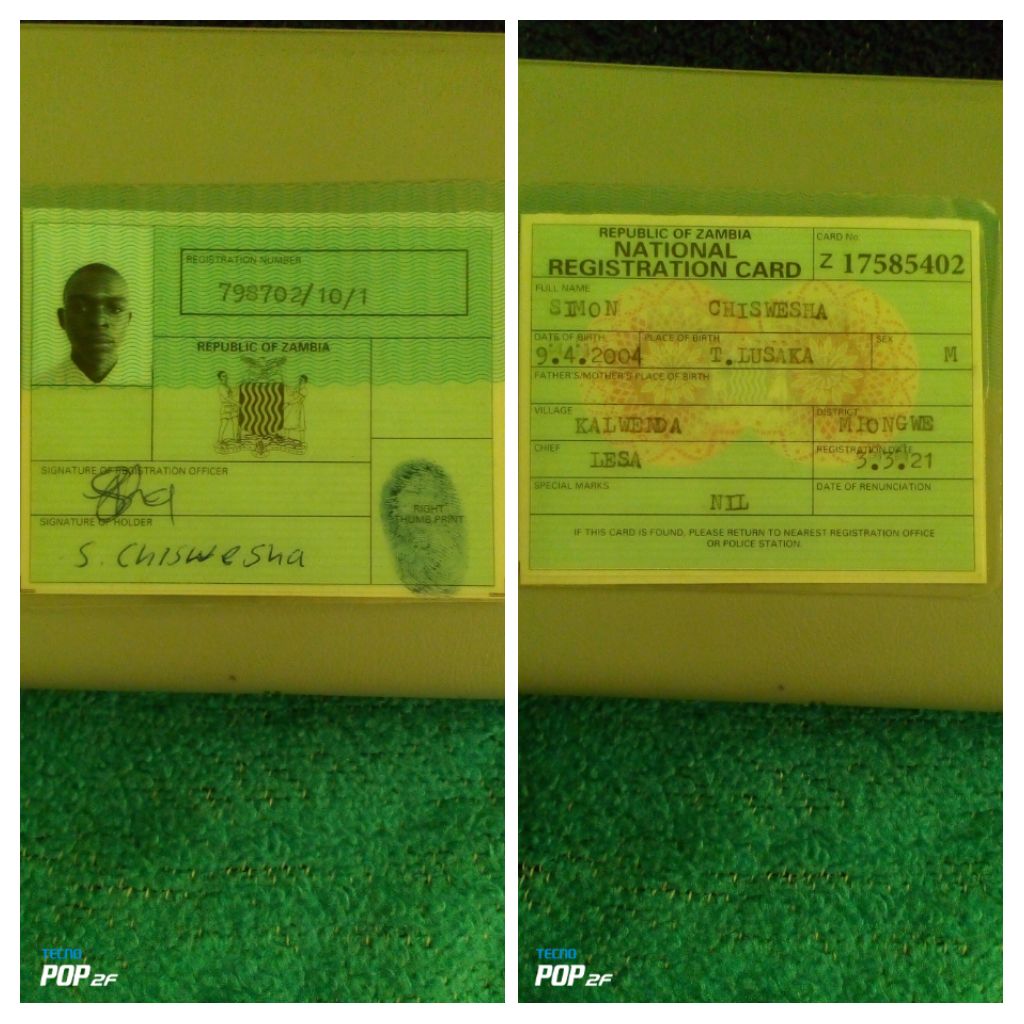 REGISTRATION NUMBER
798702/10/1
REPUBLIC OF ZAMBIA
SIGNATURE OF REGISTRATION OFFICER
SIGNATURE OF HOLDER
S. Chiswesha
RIGHT
THUMB PRINT
TECNO
POP 2F
REPUBLIC OF ZAMBIA
NATIONAL
REGISTRATION CARD
CARD No.
Z 17585402
FULL NAME
SIMON CHISWESHA
DATE OF BIRTH PLACE OF BIRTH SEX
9.4.2004 T.LUSAKA M
FATHER'S/MOTHER'S PLACE OF BIRTH
VILLAGE DISTRICT
KALWENDA MPONGWE
CHIEF REGISTRATION DATE
LESA 3.3.21
SPECIAL MARKS DATE OF RENUNCIATION
NIL
IF THIS CARD IS FOUND, PLEASE RETURN TO NEAREST REGISTRATION OFFICE
OR POLICE STATION.
TECNO
POP 2F